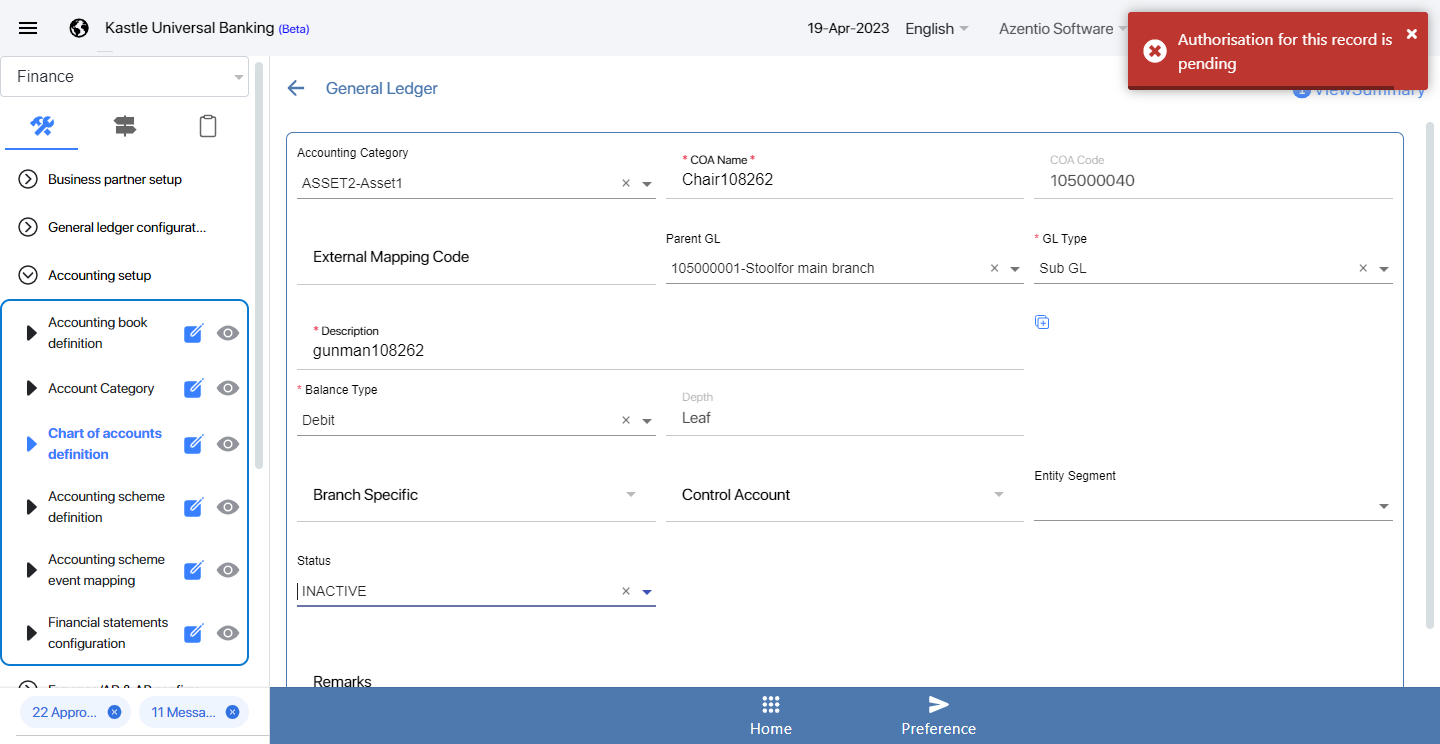 Kastle Universal Banking (Beta)
19-Apr-2023
English
Azentio Software
Authorisation for this record is
pending
Finance
General Ledger
ViewSummary
Business partner setup
General ledger configurat...
Accounting setup
Accounting book
definition
Account Category
Chart of accounts
definition
Accounting scheme
definition
Accounting scheme
event mapping
Financial statements
configuration
22 Appro...
11 Messa...
Accounting Category
ASSET2-Asset1
* COA Name *
Chair108262
COA Code
105000040
External Mapping Code
Parent GL
105000001-Stoolfor main branch
* GL Type
Sub GL
* Description
gunman108262
* Balance Type
Debit
Depth
Leaf
Branch Specific
Control Account
Entity Segment
Status
INACTIVE
Remarks
Home
Preference